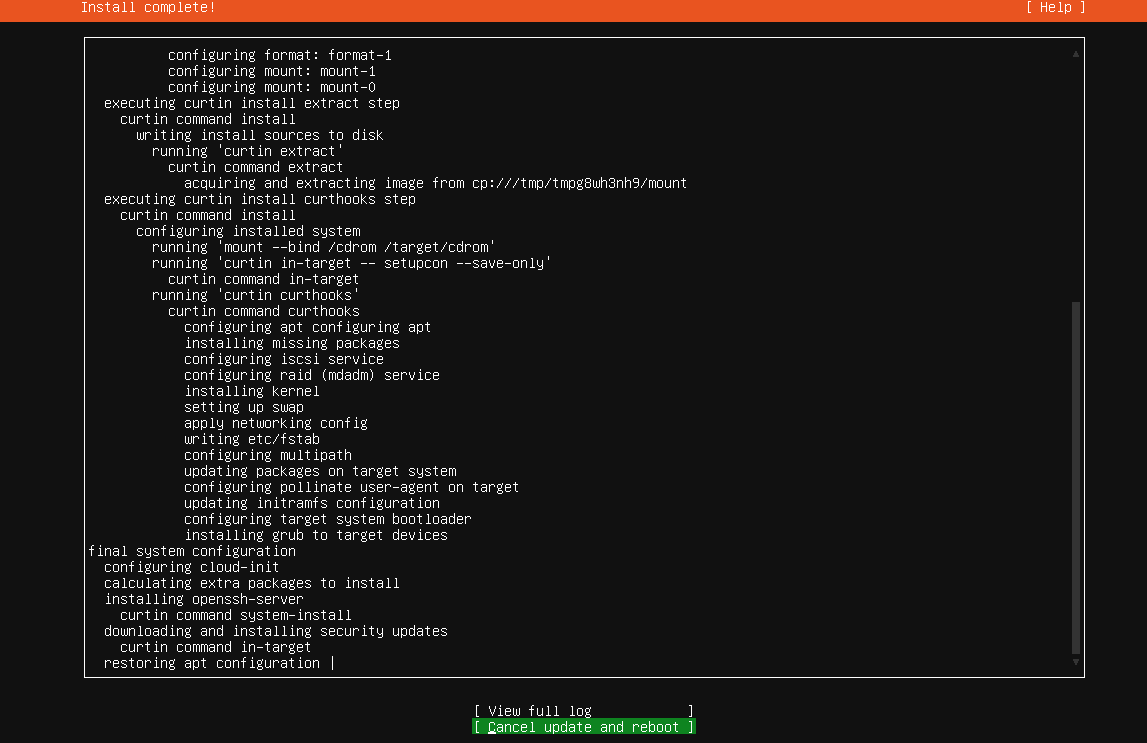 Install complete!
[ Help ]
configuring format: format-1
configuring mount: mount-1
configuring mount: mount-0
executing curtin install extract step
curtin command install
writing install sources to disk
running 'curtin extract'
curtin command extract
acquiring and extracting image from cp:///tmp/tmpg8wh3nh9/mount
executing curtin install curthooks step
curtin command install
configuring installed system
running 'mount --bind /cdrom /target/cdrom'
running 'curtin in-target -- setupcon --save-only'
curtin command in-target
running 'curtin curthooks'
curtin command curthooks
configuring apt configuring apt
installing missing packages
configuring iscsi service
configuring raid (mdadm) service
installing kernel
setting up swap
apply networking config
writing etc/fstab
configuring multipath
updating packages on target system
configuring pollinate user-agent on target
updating initramfs configuration
configuring target system bootloader
installing grub to target devices
final system configuration
configuring cloud-init
calculating extra packages to install
installing openssh-server
curtin command system-install
downloading and installing security updates
curtin command in-target
restoring apt configuration |
[ View full log ]
[ Cancel update and reboot ]